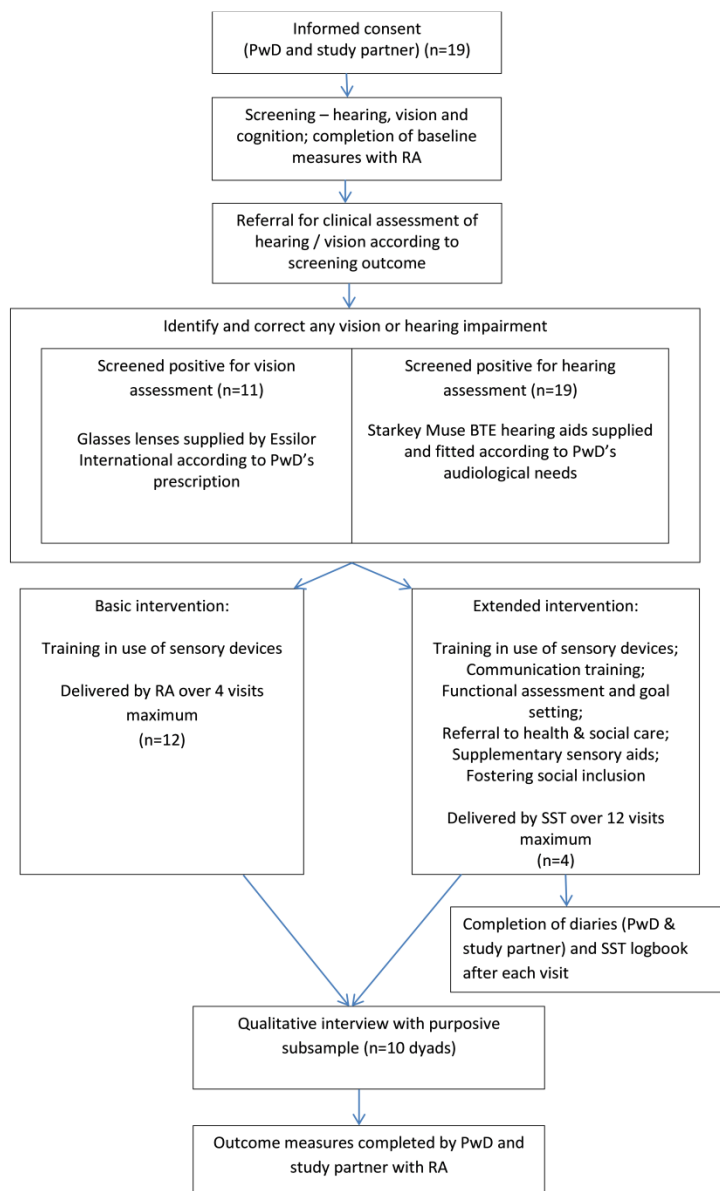 Informed consent
(PwD and study partner) (n=19)
Screening – hearing, vision and
cognition; completion of baseline
measures with RA
Referral for clinical assessment of
hearing / vision according to
screening outcome
Identify and correct any vision or hearing impairment
Screened positive for vision
assessment (n=11)
Glasses lenses supplied by Essilor
International according to PwD’s
prescription
Screened positive for hearing
assessment (n=19)
Starkey Muse BTE hearing aids supplied
and fitted according to PwD’s
audiological needs
Basic intervention:
Training in use of sensory devices
Delivered by RA over 4 visits
maximum
(n=12)
Extended intervention:
Training in use of sensory devices;
Communication training;
Functional assessment and goal
setting;
Referral to health & social care;
Supplementary sensory aids;
Fostering social inclusion
Delivered by SST over 12 visits
maximum
(n=4)
Completion of diaries (PwD &
study partner) and SST logbook
after each visit
Qualitative interview with purposive
subsample (n=10 dyads)
Outcome measures completed by PwD and
study partner with RA